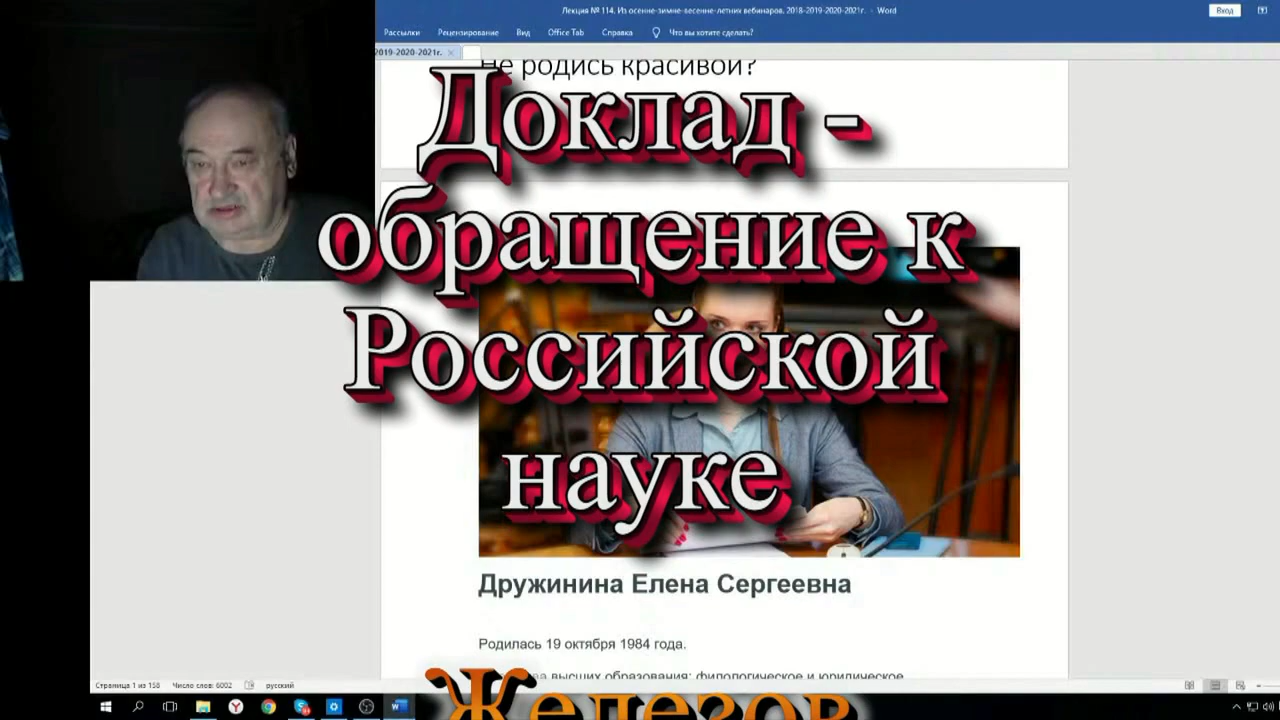 Лекция № 114. Из осенне-зимне-весенне-летних вебинаров. 2018-2019-2020-2021г. - Word
Вход
Рассылки Рецензирование Вид Office Tab Справка Что вы хотите сделать?
2019-2020-2021г. ×
не родись красивой?
Доклад -
обращение к
Российской
науке
Дружинина Елена Сергеевна
Родилась 19 октября 1984 года.
высших образования: филологическое и юридическое
Железов
Страница 1 из 158 Число слов: 6002 русский